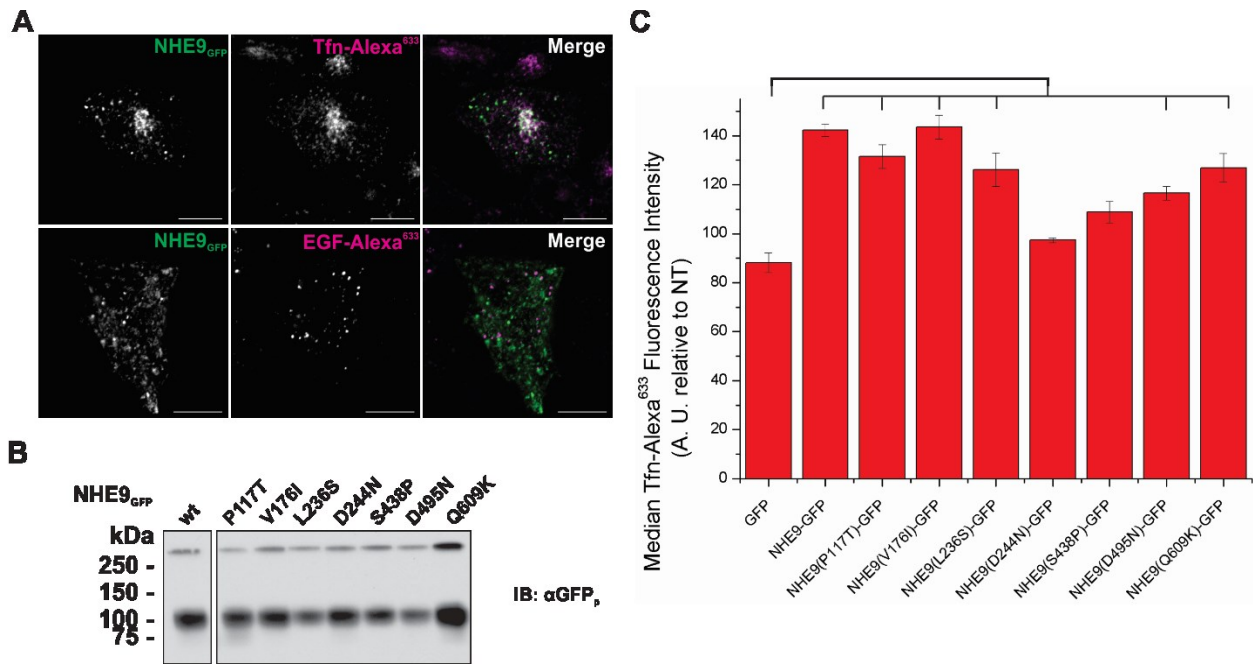 A
NHE9GFP
Tfn-Alexa⁶³³
Merge
NHE9GFP
EGF-Alexa⁶³³
Merge
B
NHE9GFP
wt
P117T
V176I
L236S
D244N
S438P
D495N
Q609K
kDa
250 -
150 -
100 -
75 -
IB: αGFPp
C
Median Tfn-Alexa⁶³³ Fluorescence Intensity
(A. U. relative to NT)
140
120
100
80
60
40
20
0
GFP
NHE9-GFP
NHE9(P117T)-GFP
NHE9(V176I)-GFP
NHE9(L236S)-GFP
NHE9(D244N)-GFP
NHE9(S438P)-GFP
NHE9(D495N)-GFP
NHE9(Q609K)-GFP